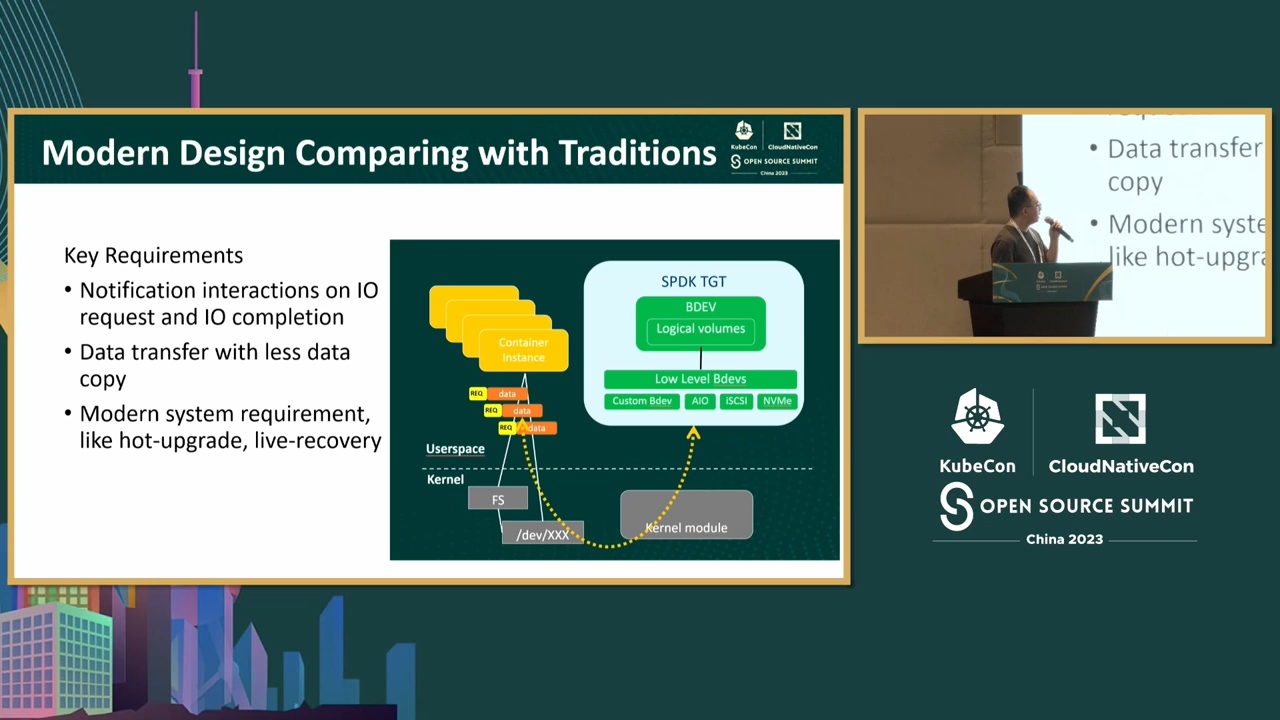 Modern Design Comparing with Traditions
KubeCon
CloudNativeCon
OPEN SOURCE SUMMIT
China 2023
Key Requirements
• Notification interactions on IO
request and IO completion
• Data transfer with less data
copy
• Modern system requirement,
like hot-upgrade, live-recovery
Container
Instance
REQ data
REQ data
REQ data
Userspace
Kernel
FS
/dev/XXX
Kernel module
SPDK TGT
BDEV
Logical volumes
Low Level Bdevs
Custom Bdev
AIO
iSCSI
NVMe
• Data transfer
copy
• Modern syste
like hot-upgra
KubeCon
CloudNativeCon
OPEN SOURCE SUMMIT
China 2023